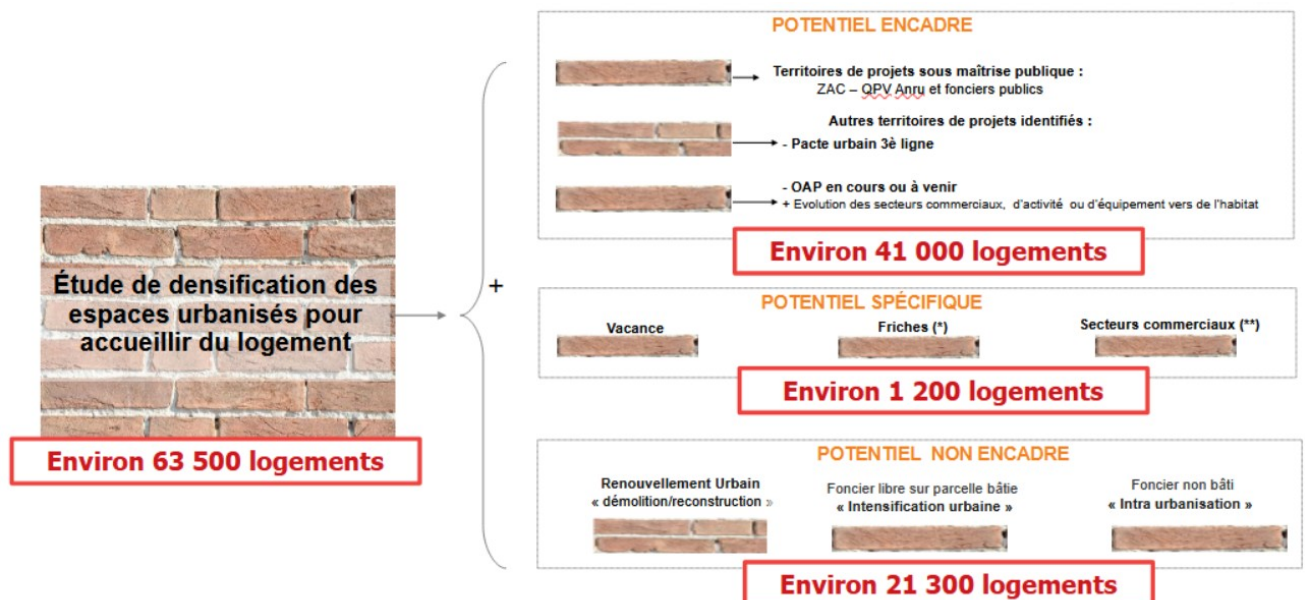 Étude de densification des
espaces urbanisés pour
accueillir du logement
Environ 63 500 logements
+
POTENTIEL ENCADRE
Territoires de projets sous maîtrise publique :
ZAC – QPV Anru et fonciers publics
Autres territoires de projets identifiés :
- Pacte urbain 3è ligne
- OAP en cours ou à venir
+ Evolution des secteurs commerciaux, d'activité ou d'équipement vers de l'habitat
Environ 41 000 logements
POTENTIEL SPÉCIFIQUE
Vacance
Friches (*)
Secteurs commerciaux (**)
Environ 1 200 logements
POTENTIEL NON ENCADRE
Renouvellement Urbain
« démolition/reconstruction »
Foncier libre sur parcelle bâtie
« Intensification urbaine »
Foncier non bâti
« Intra urbanisation »
Environ 21 300 logements